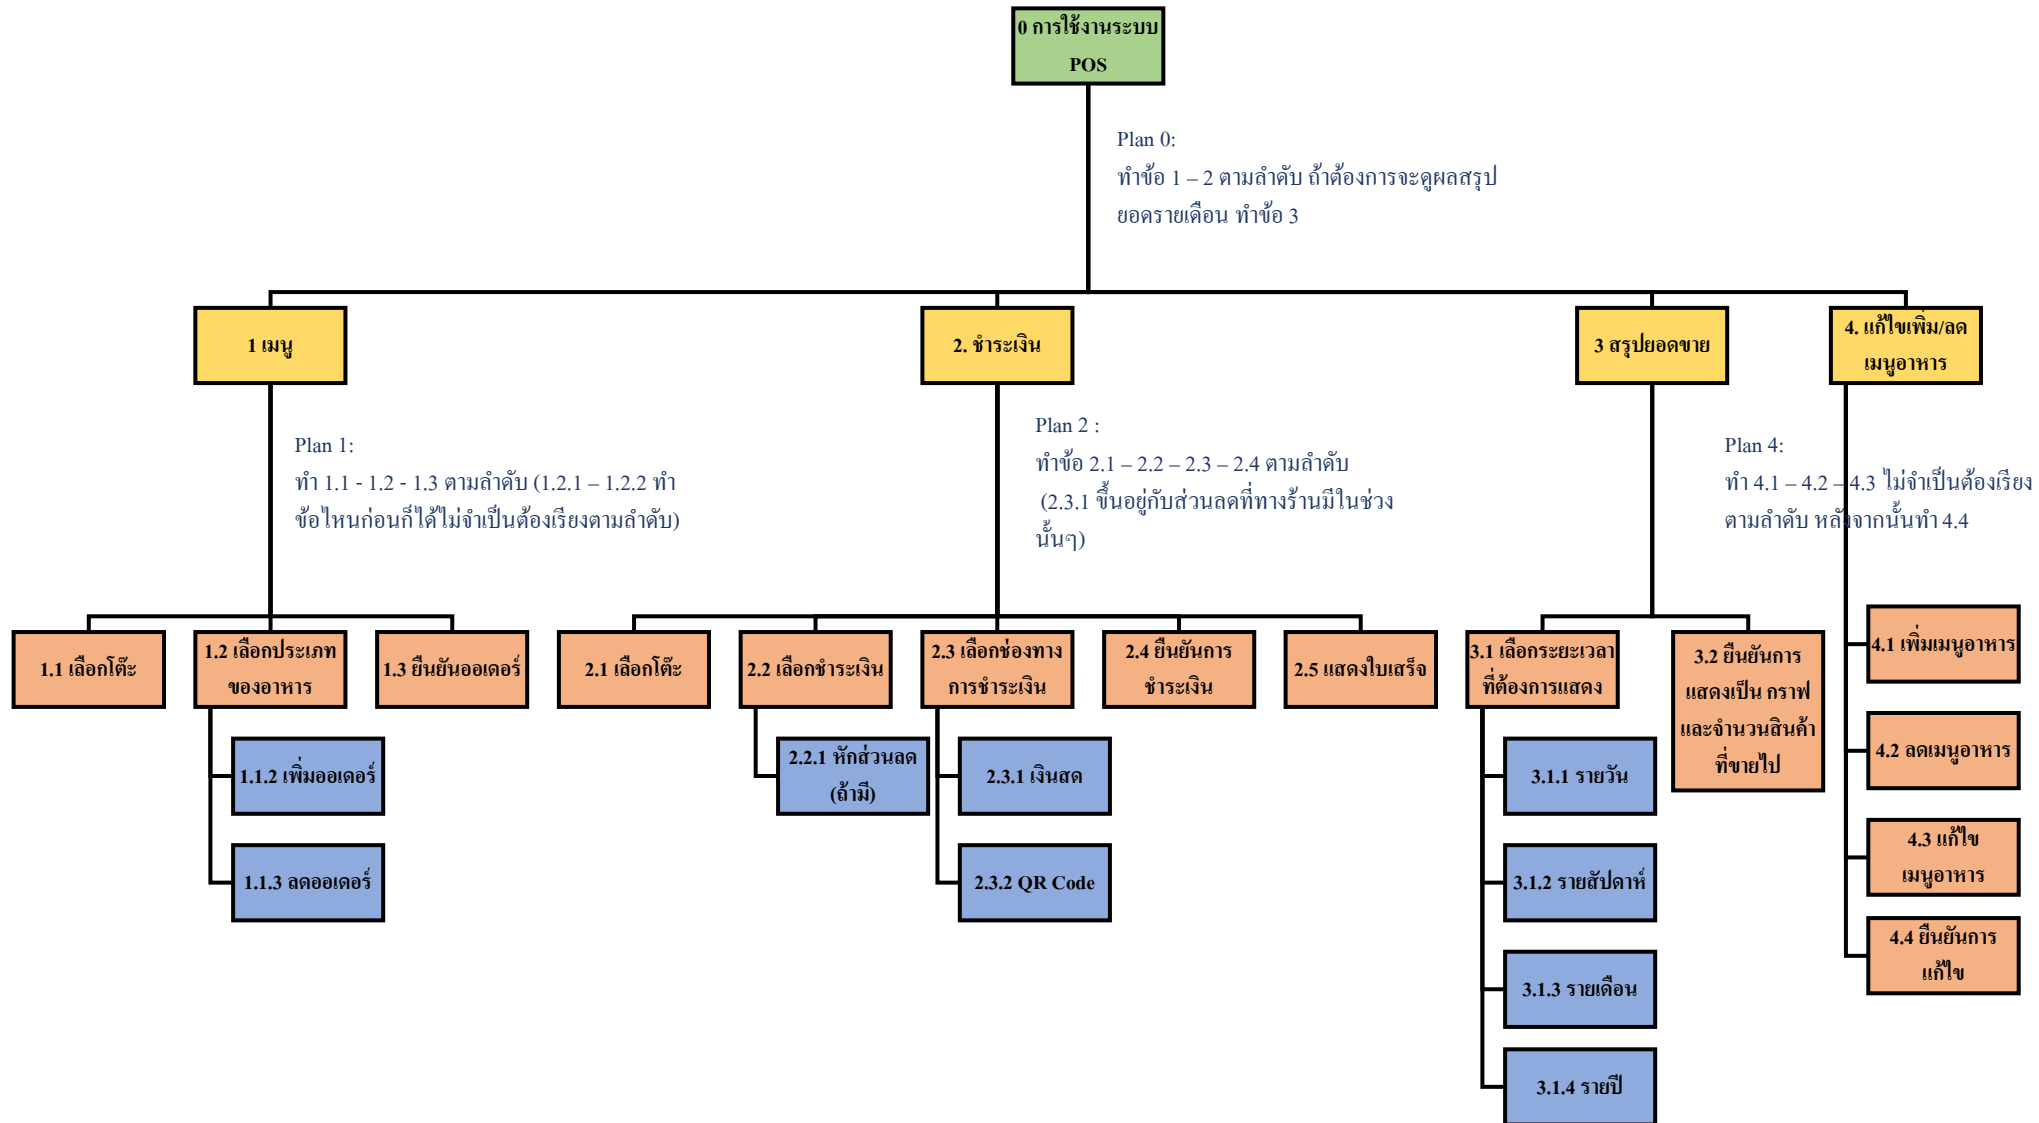 0 การใช้งานระบบ
POS
Plan 0:
ทำข้อ 1 – 2 ตามลำดับ ถ้าต้องการจะดูผลสรุป
ยอดรายเดือน ทำข้อ 3
1 เมนู
2. ชำระเงิน
3 สรุปยอดขาย
4. แก้ไขเพิ่ม/ลด
เมนูอาหาร
Plan 1:
ทำ 1.1 - 1.2 - 1.3 ตามลำดับ (1.2.1 – 1.2.2 ทำ
ข้อไหนก่อนก็ได้ไม่จำเป็นต้องเรียงตามลำดับ)
Plan 2 :
ทำข้อ 2.1 – 2.2 – 2.3 – 2.4 ตามลำดับ
(2.3.1 ขึ้นอยู่กับส่วนลดที่ทางร้านมีในช่วง
นั้นๆ)
Plan 4:
ทำ 4.1 – 4.2 – 4.3 ไม่จำเป็นต้องเรียง
ตามลำดับ หลังจากนั้นทำ 4.4
1.1 เลือกโต๊ะ
1.2 เลือกประเภท
ของอาหาร
1.3 ยืนยันออเดอร์
1.1.2 เพิ่มออเดอร์
1.1.3 ลดออเดอร์
2.1 เลือกโต๊ะ
2.2 เลือกชำระเงิน
2.3 เลือกช่องทาง
การชำระเงิน
2.4 ยืนยันการ
ชำระเงิน
2.5 แสดงใบเสร็จ
2.2.1 หักส่วนลด
(ถ้ามี)
2.3.1 เงินสด
2.3.2 QR Code
3.1 เลือกระยะเวลา
ที่ต้องการแสดง
3.2 ยืนยันการ
แสดงเป็น กราฟ
และจำนวนสินค้า
ที่ขายไป
3.1.1 รายวัน
3.1.2 รายสัปดาห์
3.1.3 รายเดือน
3.1.4 รายปี
4.1 เพิ่มเมนูอาหาร
4.2 ลดเมนูอาหาร
4.3 แก้ไข
เมนูอาหาร
4.4 ยืนยันการ
แก้ไข